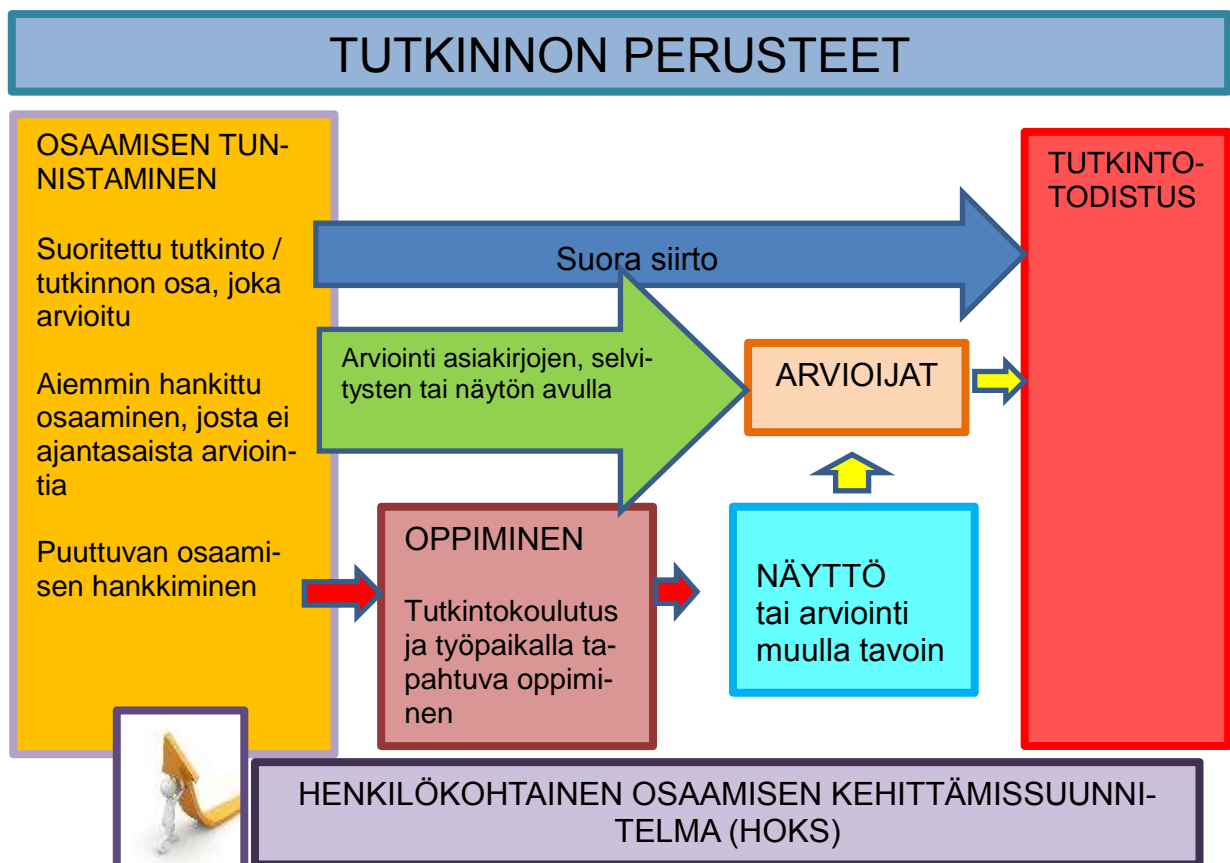 TUTKINNON PERUSTEET
OSAAMISEN TUN-
NISTAMINEN
Suoritettu tutkinto /
tutkinnon osa, joka
arvioitu
Aiemmin hankittu
osaaminen, josta ei
ajantasaista arvioin-
tia
Puuttuvan osaami-
sen hankkiminen
Suora siirto
Arviointi asiakirjojen, selvi-
tysten tai näytön avulla
ARVIOIJAT
TUTKINTO-
TODISTUS
OPPIMINEN
Tutkintokoulutus
ja työpaikalla ta-
pahtuva oppimi-
nen
NÄYTTÖ
tai arviointi
muulla tavoin
HENKILÖKOHTAINEN OSAAMISEN KEHITTÄMISSUUNNI-
TELMA (HOKS)